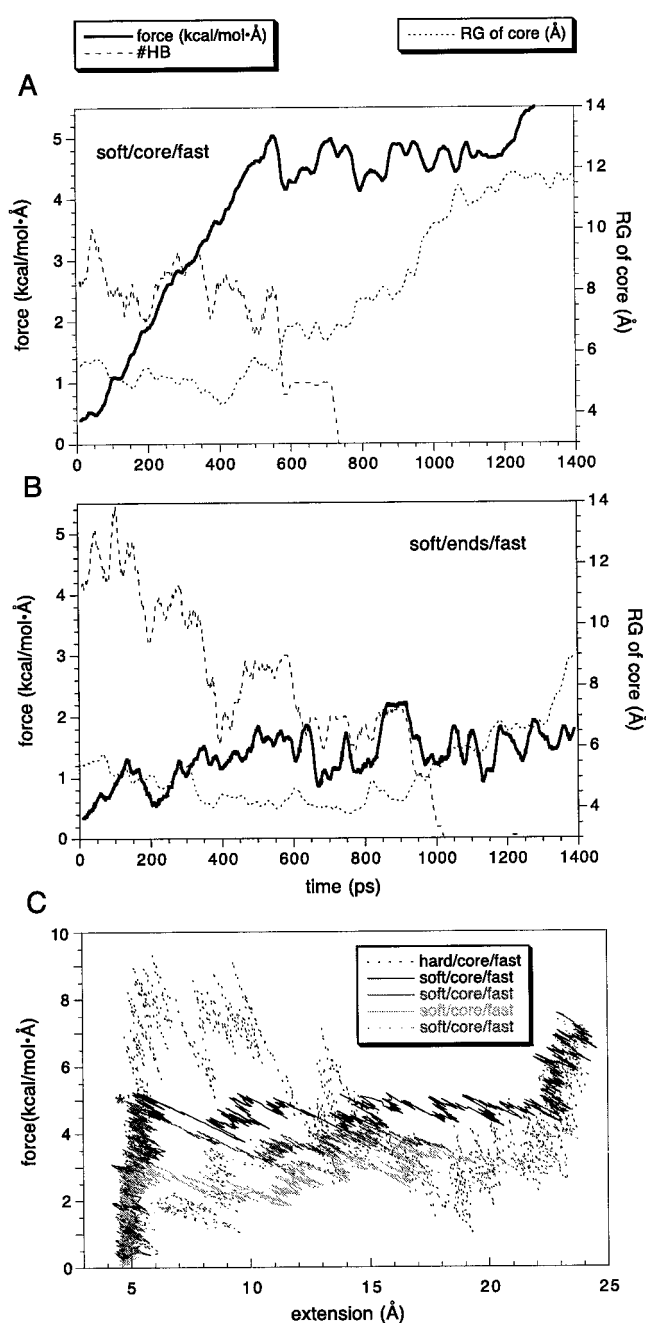 force (kcal/mol•Å)
#HB
RG of core (Å)
A
soft/core/fast
force (kcal/mol•Å)
RG of core (Å)
5
4
3
2
1
0
14
12
10
8
6
4
0 200 400 600 800 1000 1200 1400
B
soft/ends/fast
force (kcal/mol•Å)
RG of core (Å)
5
4
3
2
1
0
14
12
10
8
6
4
0 200 400 600 800 1000 1200 1400
time (ps)
C
hard/core/fast
soft/core/fast
soft/core/fast
soft/core/fast
soft/core/fast
force(kcal/mol•Å)
10
8
6
4
2
0
*
5 10 15 20 25
extension (Å)